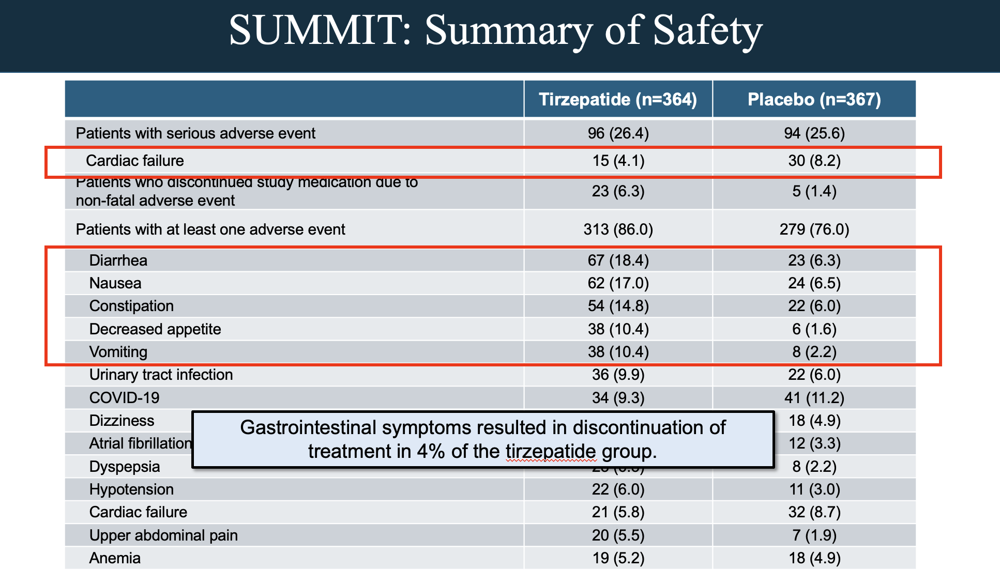 SUMMIT: Summary of Safety
Tirzepatide (n=364) Placebo (n=367)
Patients with serious adverse event 96 (26.4) 94 (25.6)
Cardiac failure 15 (4.1) 30 (8.2)
Patients who discontinued study medication due to
non-fatal adverse event 23 (6.3) 5 (1.4)
Patients with at least one adverse event 313 (86.0) 279 (76.0)
Diarrhea 67 (18.4) 23 (6.3)
Nausea 62 (17.0) 24 (6.5)
Constipation 54 (14.8) 22 (6.0)
Decreased appetite 38 (10.4) 6 (1.6)
Vomiting 38 (10.4) 8 (2.2)
Urinary tract infection 36 (9.9) 22 (6.0)
COVID-19 34 (9.3) 41 (11.2)
Dizziness 18 (4.9)
Atrial fibrillation 12 (3.3)
Gastrointestinal symptoms resulted in discontinuation of
treatment in 4% of the tirzepatide group.
Dyspepsia 8 (2.2)
Hypotension 22 (6.0) 11 (3.0)
Cardiac failure 21 (5.8) 32 (8.7)
Upper abdominal pain 20 (5.5) 7 (1.9)
Anemia 19 (5.2) 18 (4.9)